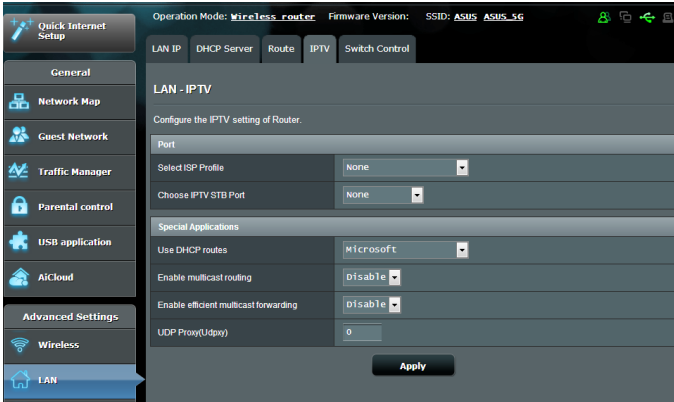 Quick Internet
Setup
Operation Mode: Wireless router Firmware Version: SSID: ASUS ASUS_5G
LAN IP DHCP Server Route IPTV Switch Control
General
Network Map
Guest Network
Traffic Manager
Parental control
USB application
AiCloud
Advanced Settings
Wireless
LAN
LAN - IPTV
Configure the IPTV setting of Router.
Port
Select ISP Profile None
Choose IPTV STB Port None
Special Applications
Use DHCP routes Microsoft
Enable multicast routing Disable
Enable efficient multicast forwarding Disable
UDP Proxy(Udpxy) 0
Apply